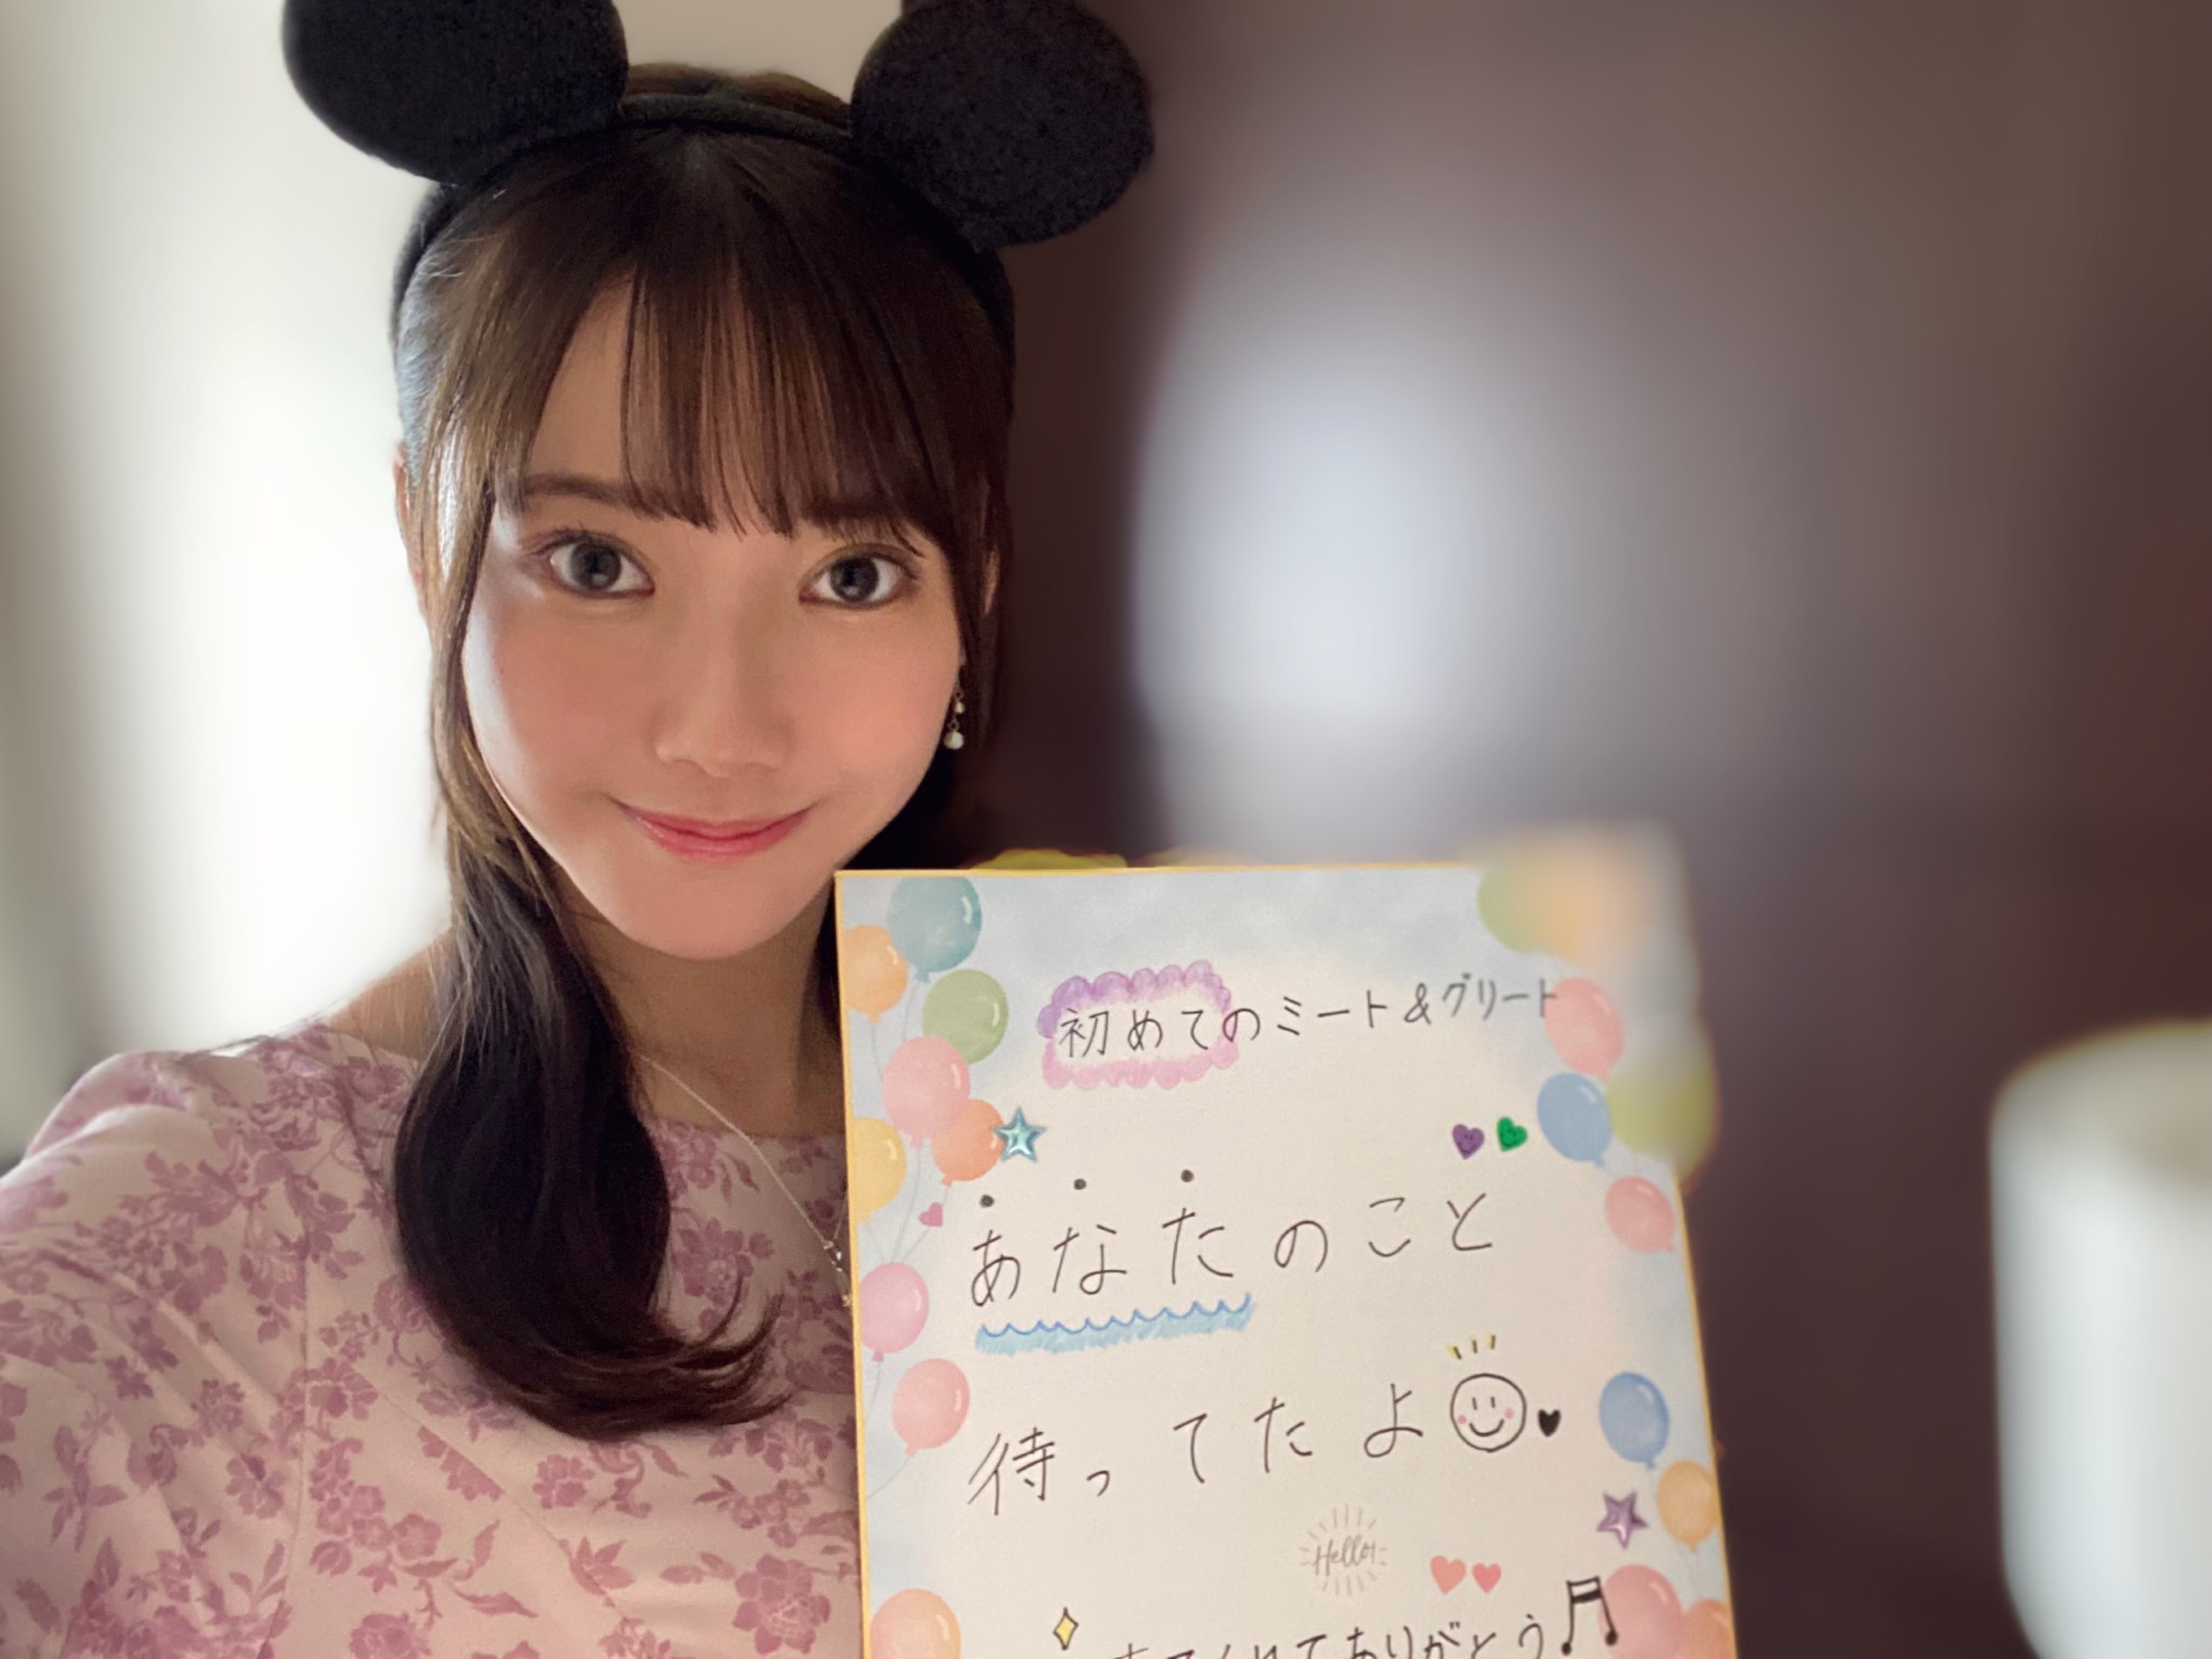 初めてのミート&グリート
あなたのこと
待ってたよ
Hello!
来てくれてありがとう